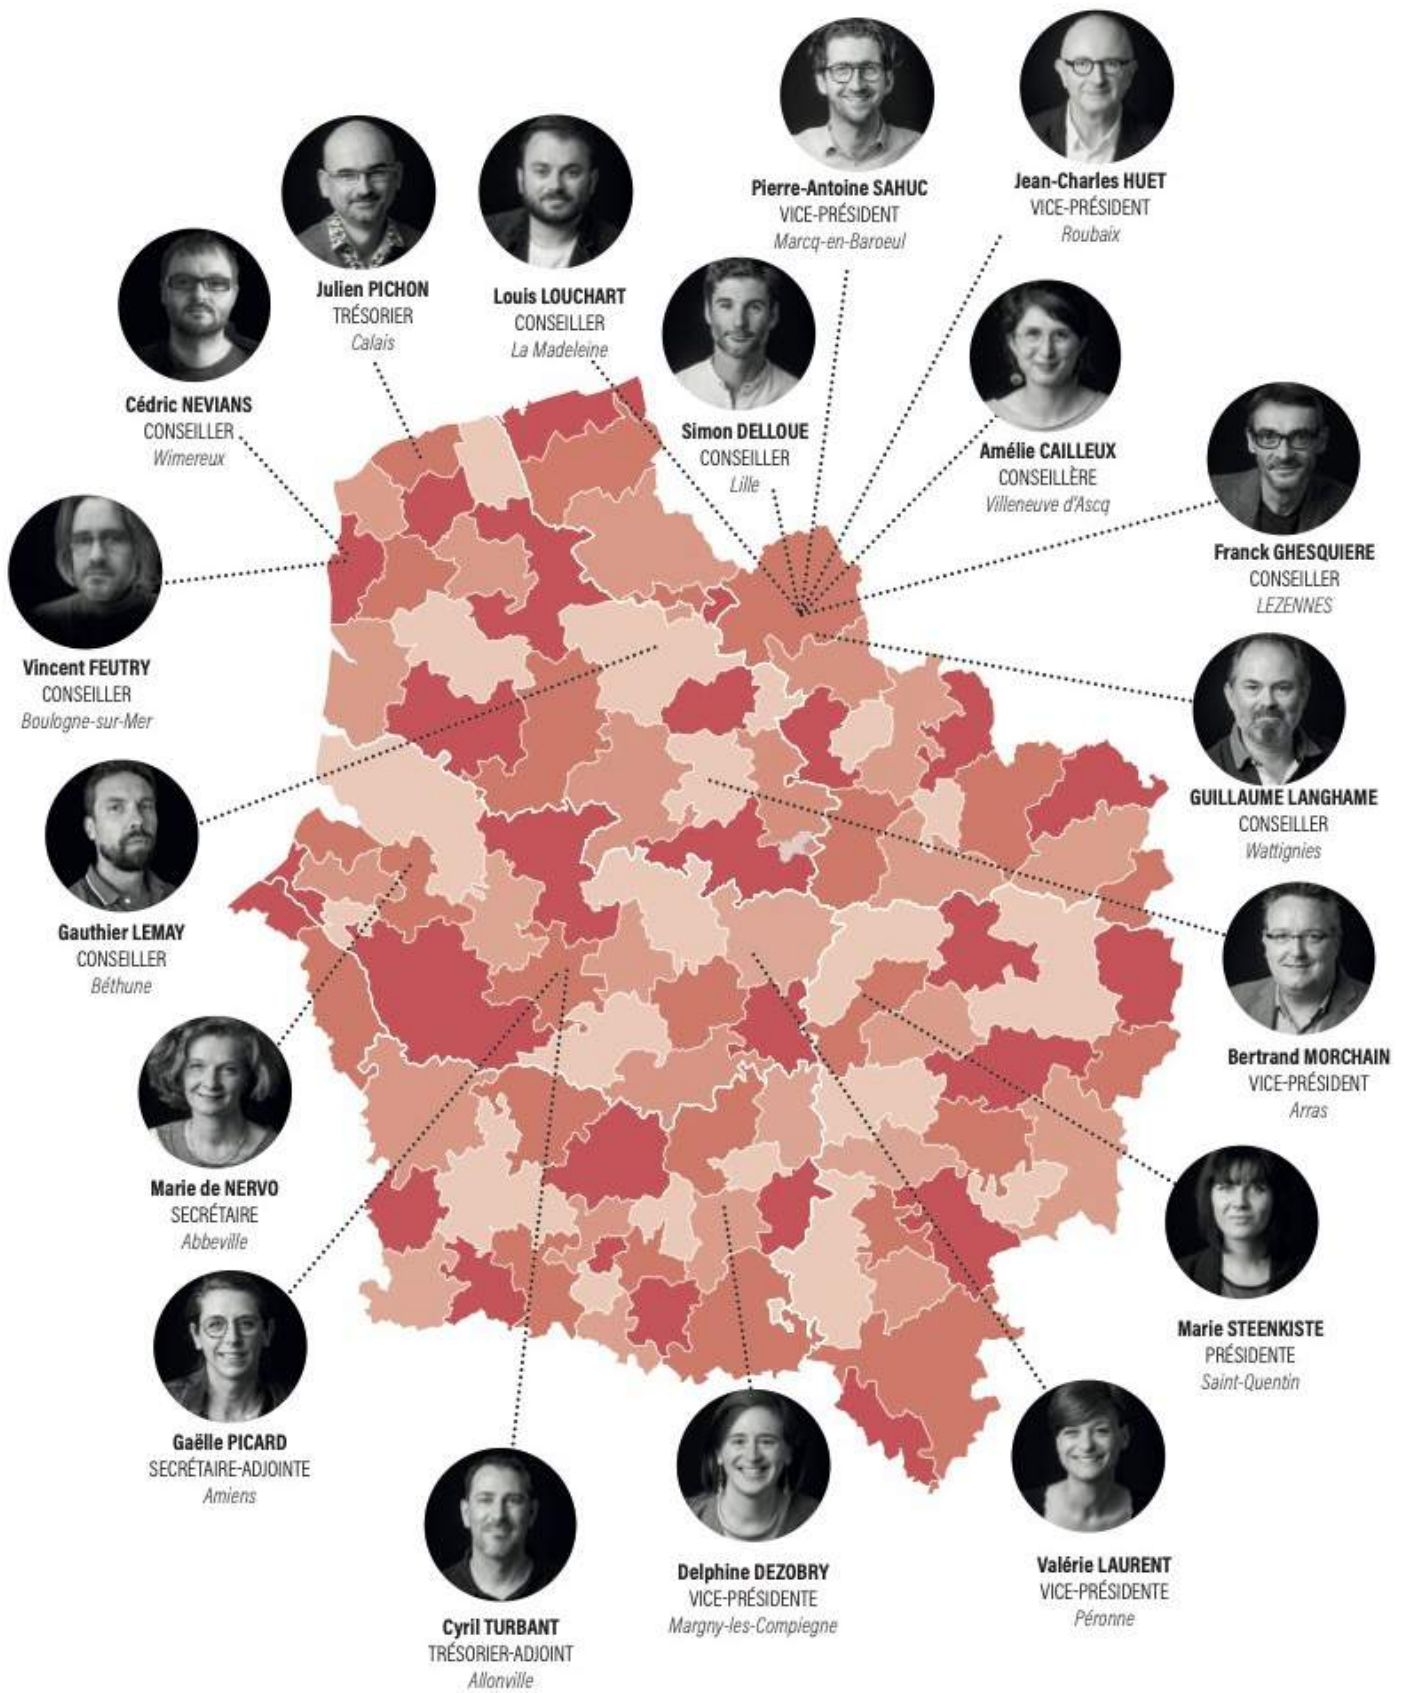 Pierre-Antoine SAHUC
VICE-PRÉSIDENT
Marcq-en-Baroeul
Jean-Charles HUET
VICE-PRÉSIDENT
Roubaix
Julien PICHON
TRÉSORIER
Calais
Louis LOUCHART
CONSEILLER
La Madeleine
Cédric NEVIANS
CONSEILLER
Wimereux
Simon DELLOUE
CONSEILLER
Lille
Amélie CAILLEUX
CONSEILLÈRE
Villeneuve d'Ascq
Franck GHESQUIERE
CONSEILLER
LEZENNES
Vincent FEUTRY
CONSEILLER
Boulogne-sur-Mer
GUILLAUME LANGHAME
CONSEILLER
Wattignies
Gauthier LEMAY
CONSEILLER
Béthune
Bertrand MORCHAIN
VICE-PRÉSIDENT
Arras
Marie de NERVO
SECRÉTAIRE
Abbeville
Marie STEENKISTE
PRÉSIDENTE
Saint-Quentin
Gaëlle PICARD
SECRÉTAIRE-ADJOINTE
Amiens
Cyril TURBANT
TRÉSORIER-ADJOINT
Allonville
Delphine DEZOBRY
VICE-PRÉSIDENTE
Margny-les-Compiegne
Valérie LAURENT
VICE-PRÉSIDENTE
Péronne